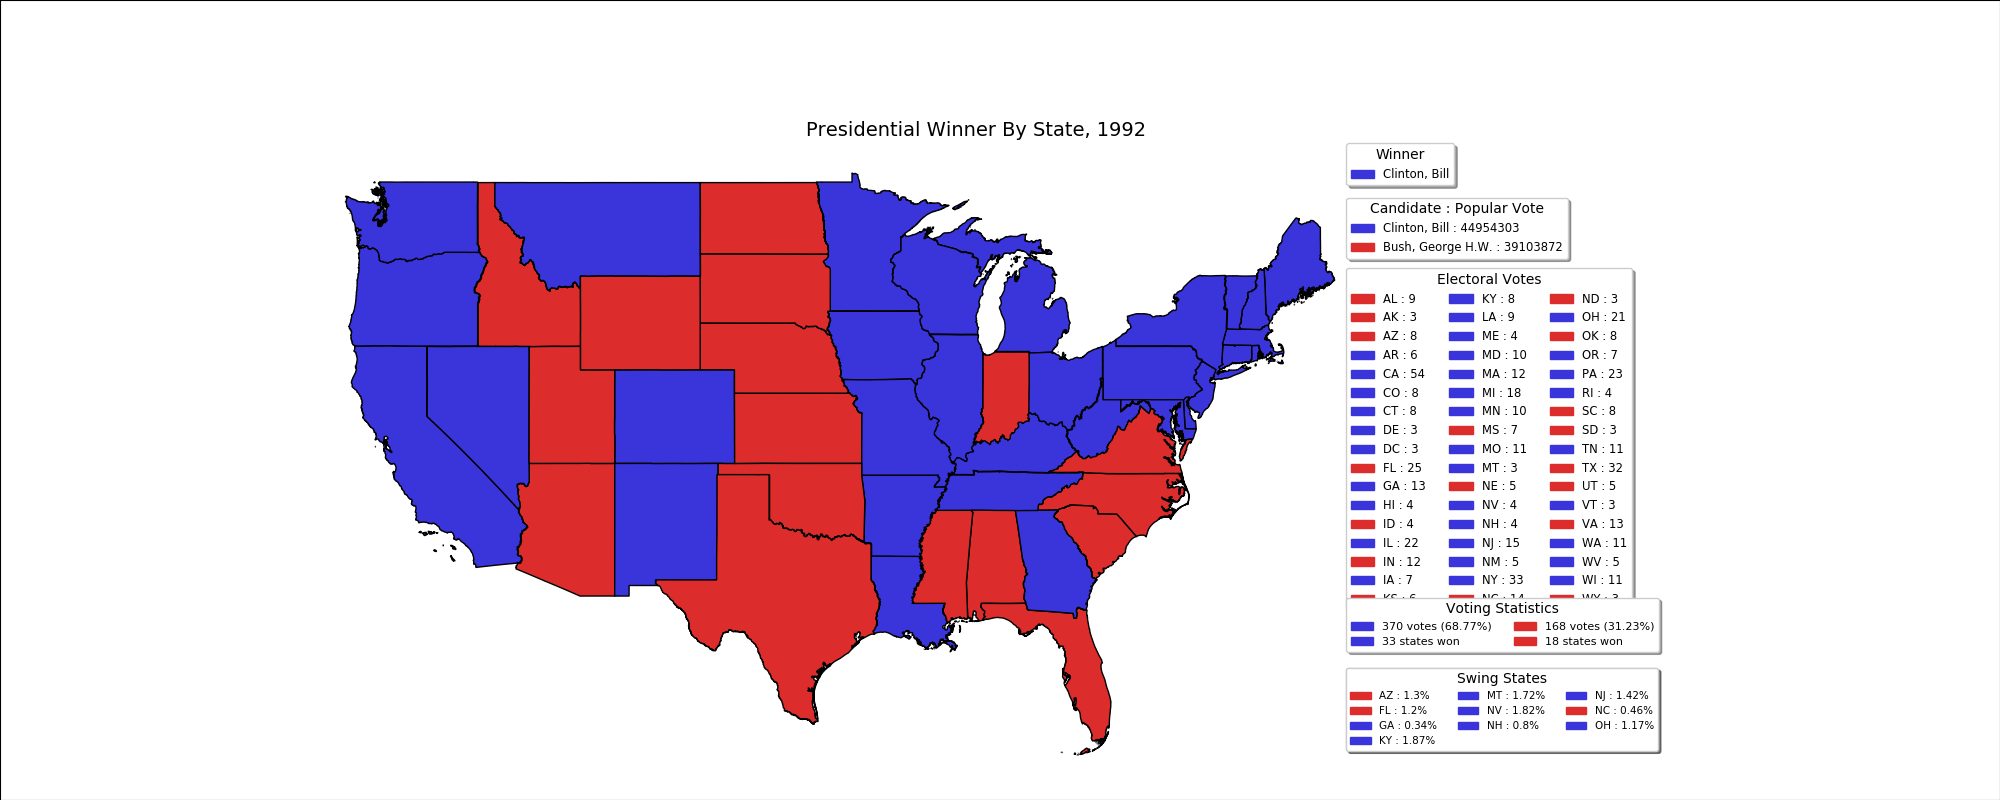 Presidential Winner By State, 1992
Winner
Clinton, Bill
Candidate : Popular Vote
Clinton, Bill : 44954303
Bush, George H.W. : 39103872
Electoral Votes
AL : 9 KY : 8 ND : 3
AK : 3 LA : 9 OH : 21
AZ : 8 ME : 4 OK : 8
AR : 6 MD : 10 OR : 7
CA : 54 MA : 12 PA : 23
CO : 8 MI : 18 RI : 4
CT : 8 MN : 10 SC : 8
DE : 3 MS : 7 SD : 3
DC : 3 MO : 11 TN : 11
FL : 25 MT : 3 TX : 32
GA : 13 NE : 5 UT : 5
HI : 4 NV : 4 VT : 3
ID : 4 NH : 4 VA : 13
IL : 22 NJ : 15 WA : 11
IN : 12 NM : 5 WV : 5
IA : 7 NY : 33 WI : 11
KS : 6 NC : 14 WY : 3
Voting Statistics
370 votes (68.77%) 168 votes (31.23%)
33 states won 18 states won
Swing States
AZ : 1.3% MT : 1.72% NJ : 1.42%
FL : 1.2% NV : 1.82% NC : 0.46%
GA : 0.34% NH : 0.8% OH : 1.17%
KY : 1.87%